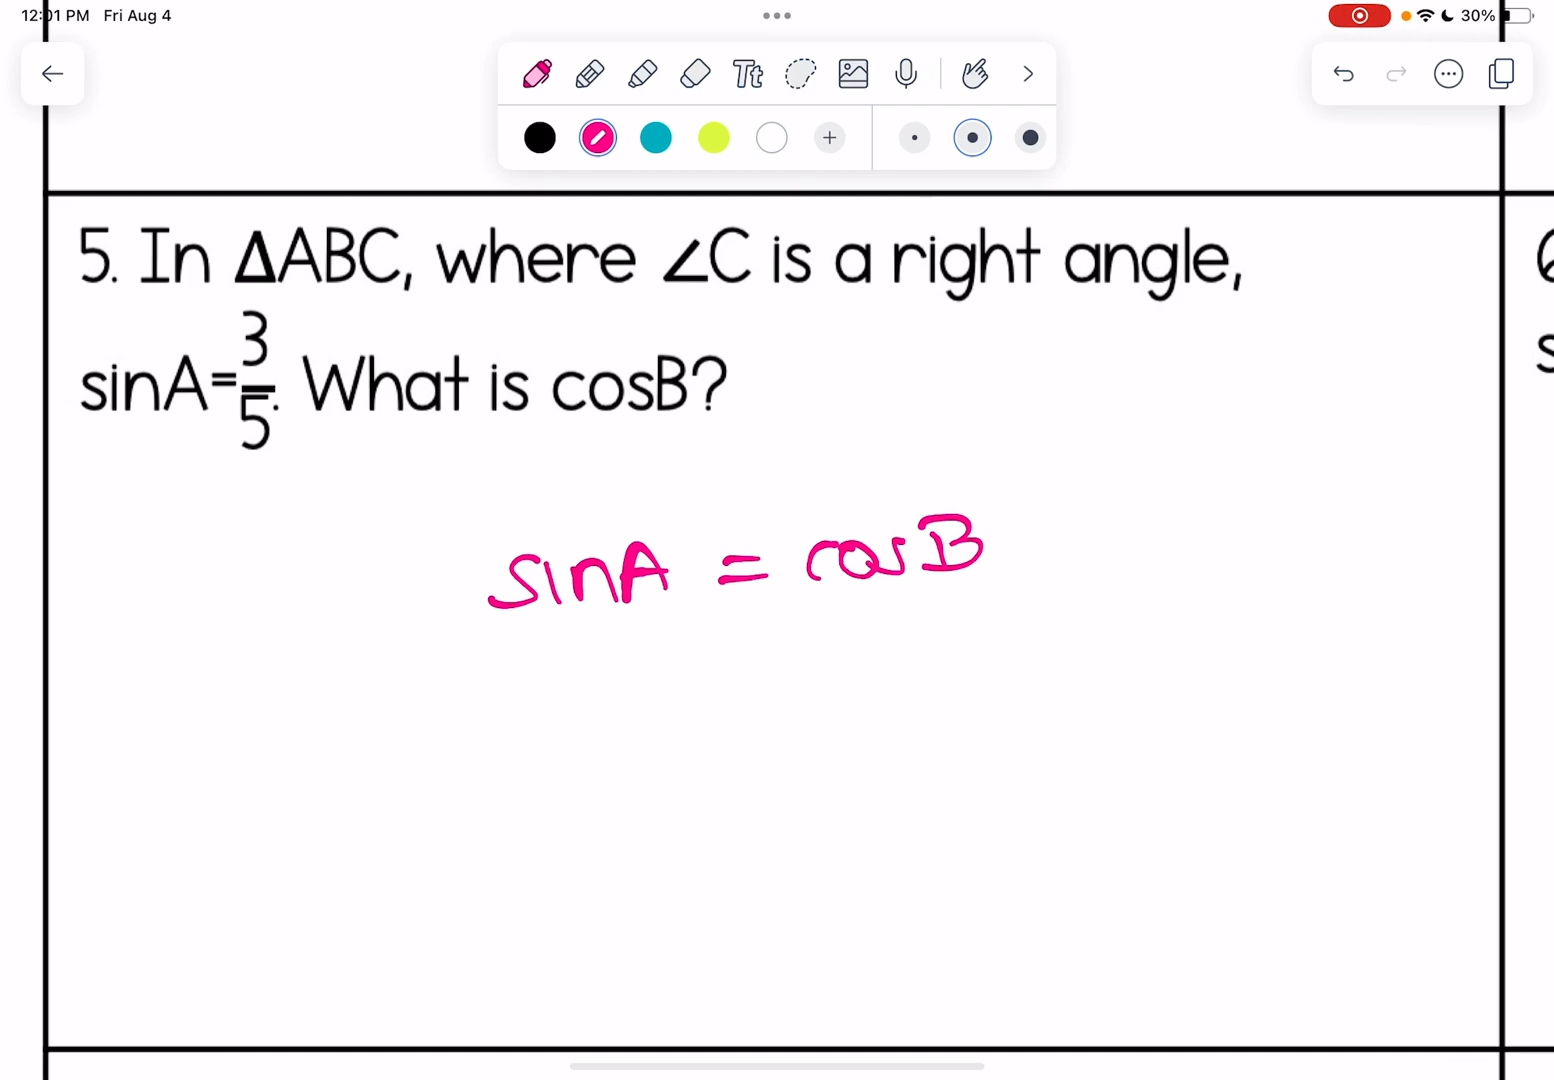 12:01 PM Fri Aug 4
30%
Tt
5. In ΔABC, where ∠C is a right angle,
sinA=3/5. What is cosB?
sinA = cosB